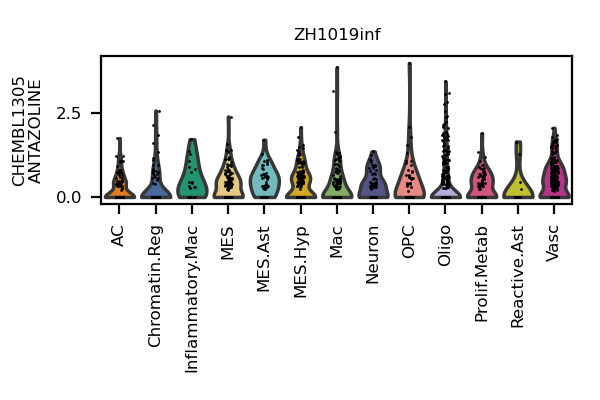 ZH1019inf
CHEMBL1305
ANTAZOLINE
2.5
0.0
AC
Chromatin.Reg
Inflammatory.Mac
MES
MES.Ast
MES.Hyp
Mac
Neuron
OPC
Oligo
Prolif.Metab
Reactive.Ast
Vasc